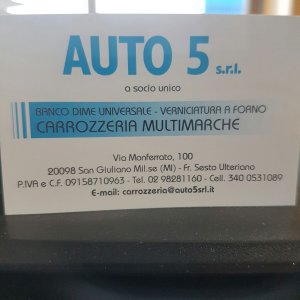 AUTO 5 s.r.l.
a socio unico
BANCO DIME UNIVERSALE - VERNICIATURA A FORNO
CARROZZERIA MULTIMARCHE
Via Monferrato, 100
20098 San Giuliano Mil.se (MI) - Fr. Sesto Ulteriano
P.IVA e C.F. 09158710963 - Tel. 02 98281160 - Cell. 340 0531089
E-mail: carrozzeria@auto5srl.it